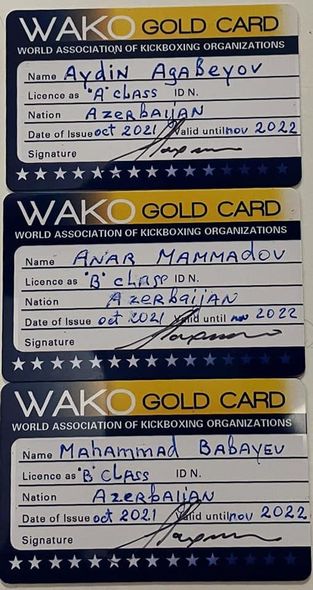 WAKO GOLD CARD
WORLD ASSOCIATION OF KICKBOXING ORGANIZATIONS
Name Aydin Agabeyov
Licence as "A" class ID N.
Nation Azerbaijan
Date of Issue oct 2021 Valid until nov 2022
Signature
WAKO GOLD CARD
WORLD ASSOCIATION OF KICKBOXING ORGANIZATIONS
Name ANAR MAMMADOV
Licence as "B" class ID N.
Nation Azerbaijan
Date of Issue oct 2021 Valid until nov 2022
Signature
WAKO GOLD CARD
WORLD ASSOCIATION OF KICKBOXING ORGANIZATIONS
Name Mahammad Babayev
Licence as "B" class ID N.
Nation Azerbaijan
Date of Issue oct 2021 Valid until nov 2022
Signature